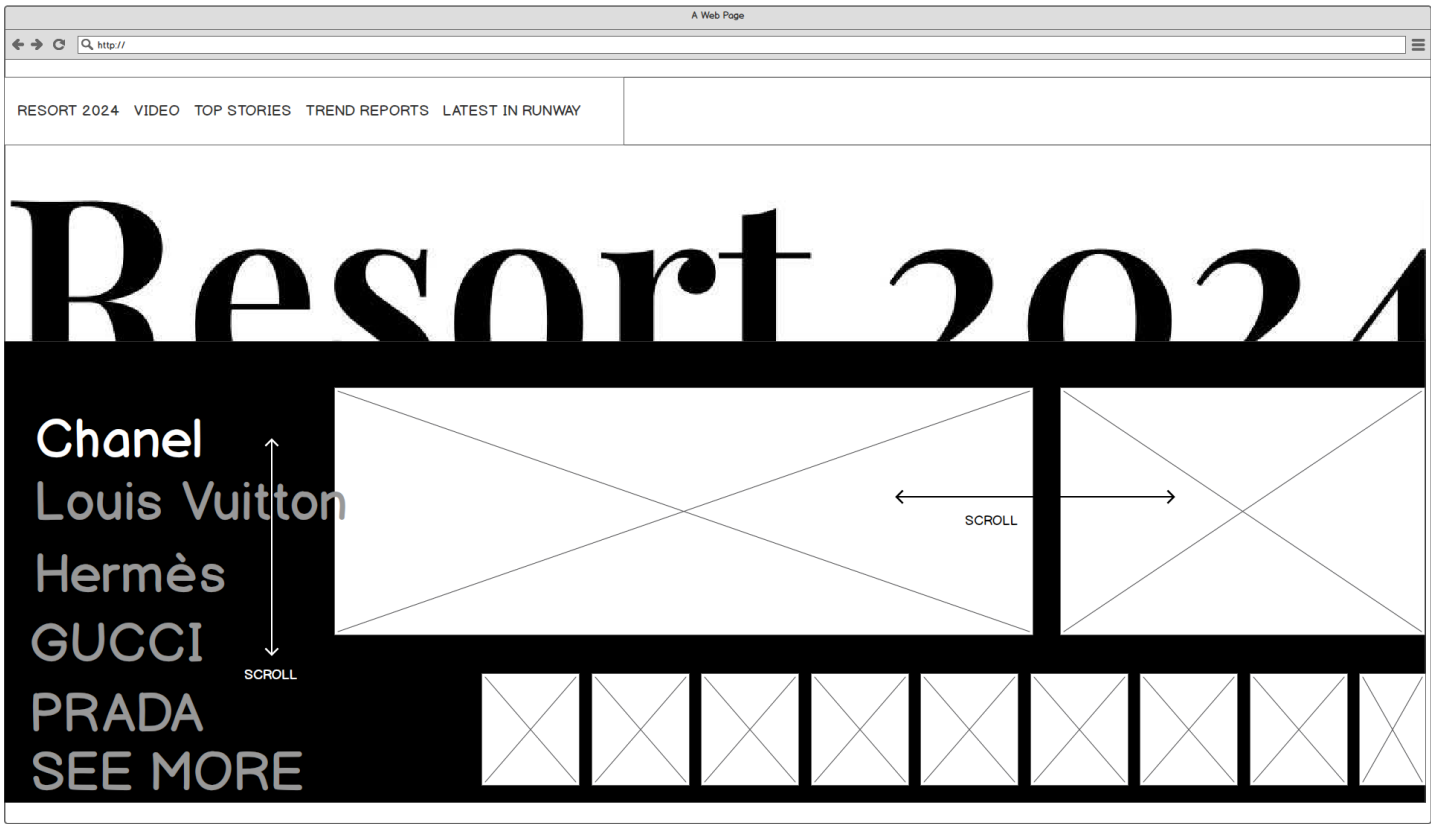 A Web Page
http://
RESORT 2024 VIDEO TOP STORIES TREND REPORTS LATEST IN RUNWAY
Resort 2024
Chanel
Louis Vuitton
SCROLL
Hermès
GUCCI
SCROLL
PRADA
SEE MORE